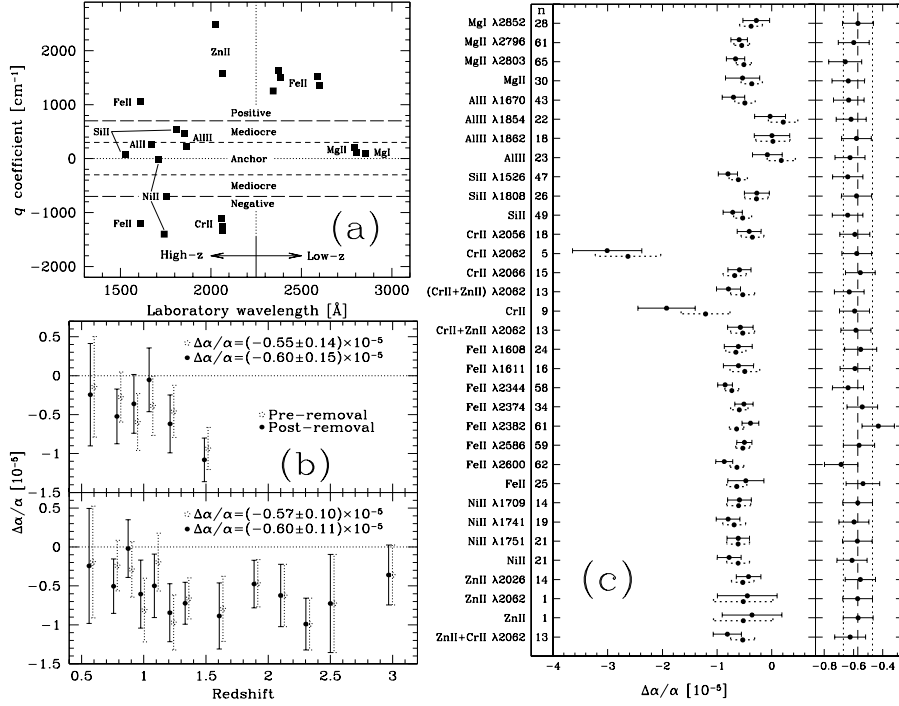 (a)
q coefficient [cm⁻¹]
2000
1000
0
−1000
−2000
ZnII
FeII
FeII
SiII
AlII
AlIII
MgII
MgI
NiII
FeII
CrII
Positive
Mediocre
Anchor
Mediocre
Negative
High-z
Low-z
1500 2000 2500 3000
Laboratory wavelength [Å]
(b)
Δα/α [10⁻⁵]
0.5
0
−0.5
−1
−1.5
Δα/α=(−0.55±0.14)×10⁻⁵
Δα/α=(−0.60±0.15)×10⁻⁵
Pre-removal
Post-removal
0.5
0
−0.5
−1
−1.5
Δα/α=(−0.57±0.10)×10⁻⁵
Δα/α=(−0.60±0.11)×10⁻⁵
0.5 1 1.5 2 2.5 3
Redshift
(c)
n
MgI λ2852 28
MgII λ2796 61
MgII λ2803 65
MgII 30
AlII λ1670 43
AlIII λ1854 22
AlIII λ1862 18
AlIII 23
SiII λ1526 47
SiII λ1808 26
SiII 49
CrII λ2056 18
CrII λ2062 5
CrII λ2066 15
(CrII+ZnII) λ2062 13
CrII 9
CrII+ZnII λ2062 13
FeII λ1608 24
FeII λ1611 16
FeII λ2344 58
FeII λ2374 34
FeII λ2382 61
FeII λ2586 59
FeII λ2600 62
FeII 25
NiII λ1709 14
NiII λ1741 19
NiII λ1751 21
NiII 21
ZnII λ2026 14
ZnII λ2062 1
ZnII 1
ZnII+CrII λ2062 13
−4 −3 −2 −1 0
−0.8 −0.6 −0.4
Δα/α [10⁻⁵]